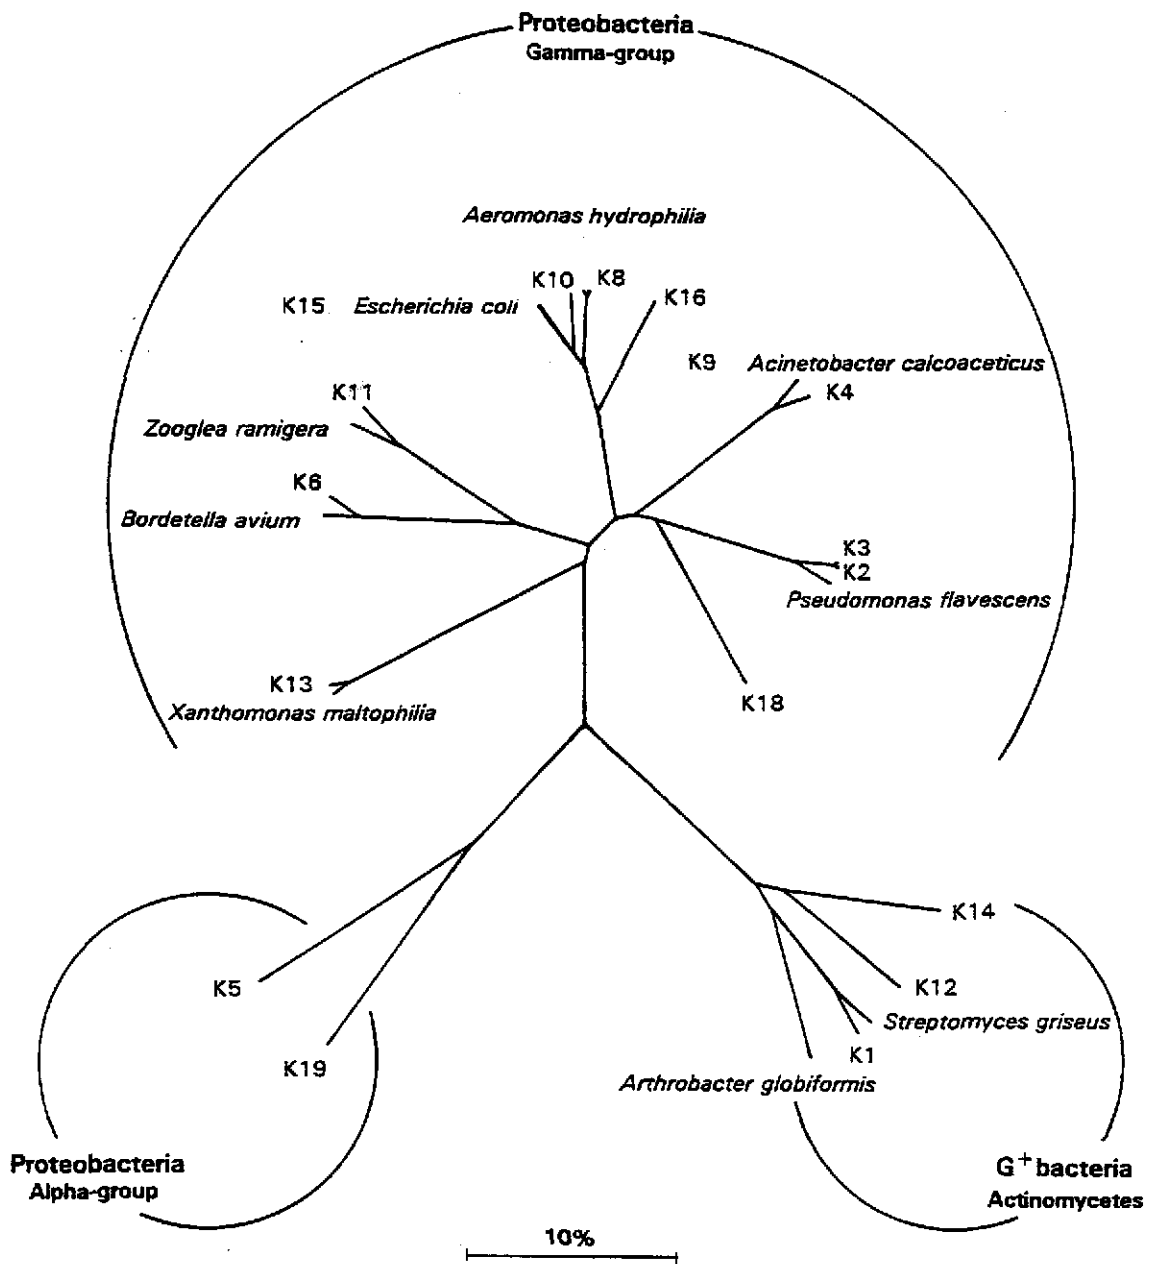 Proteobacteria
Gamma-group
Aeromonas hydrophilia
K10
K8
K16
K15
Escherichia coli
K9
Acinetobacter calcoaceticus
K4
K11
Zooglea ramigera
K6
Bordetella avium
K3
K2
Pseudomonas flavescens
K13
Xanthomonas maltophilia
K18
K14
K5
K12
Streptomyces griseus
K1
K19
Arthrobacter globiformis
Proteobacteria
Alpha-group
G+ bacteria
Actinomycetes
10%